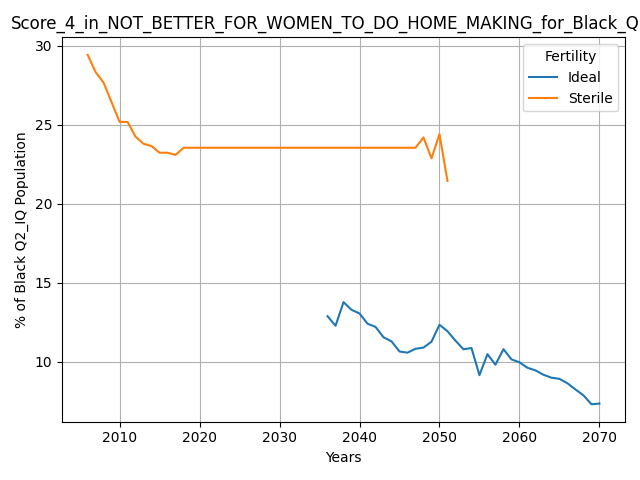 Score_4_in_NOT_BETTER_FOR_WOMEN_TO_DO_HOME_MAKING_for_Black_Q
Fertility
Ideal
Sterile
% of Black Q2_IQ Population
30
25
20
15
10
2010 2020 2030 2040 2050 2060 2070
Years